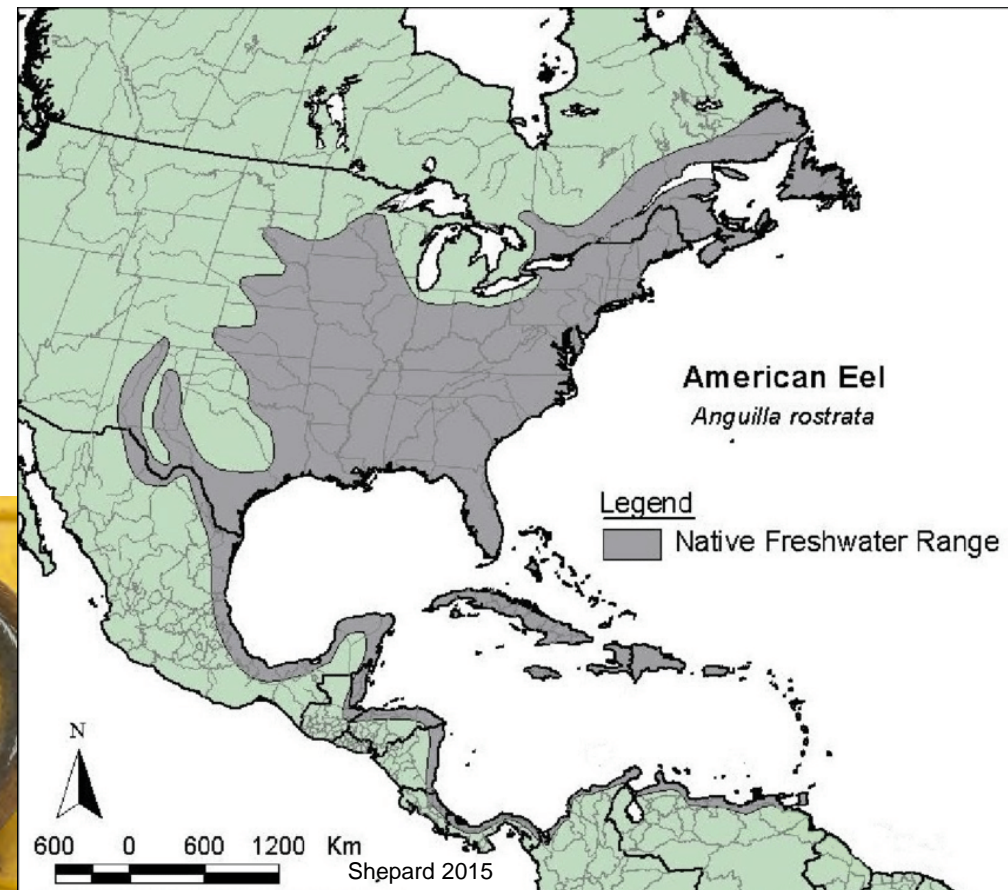 American Eel
Anguilla rostrata
Legend
Native Freshwater Range
N
600 0 600 1200 Km
Shepard 2015